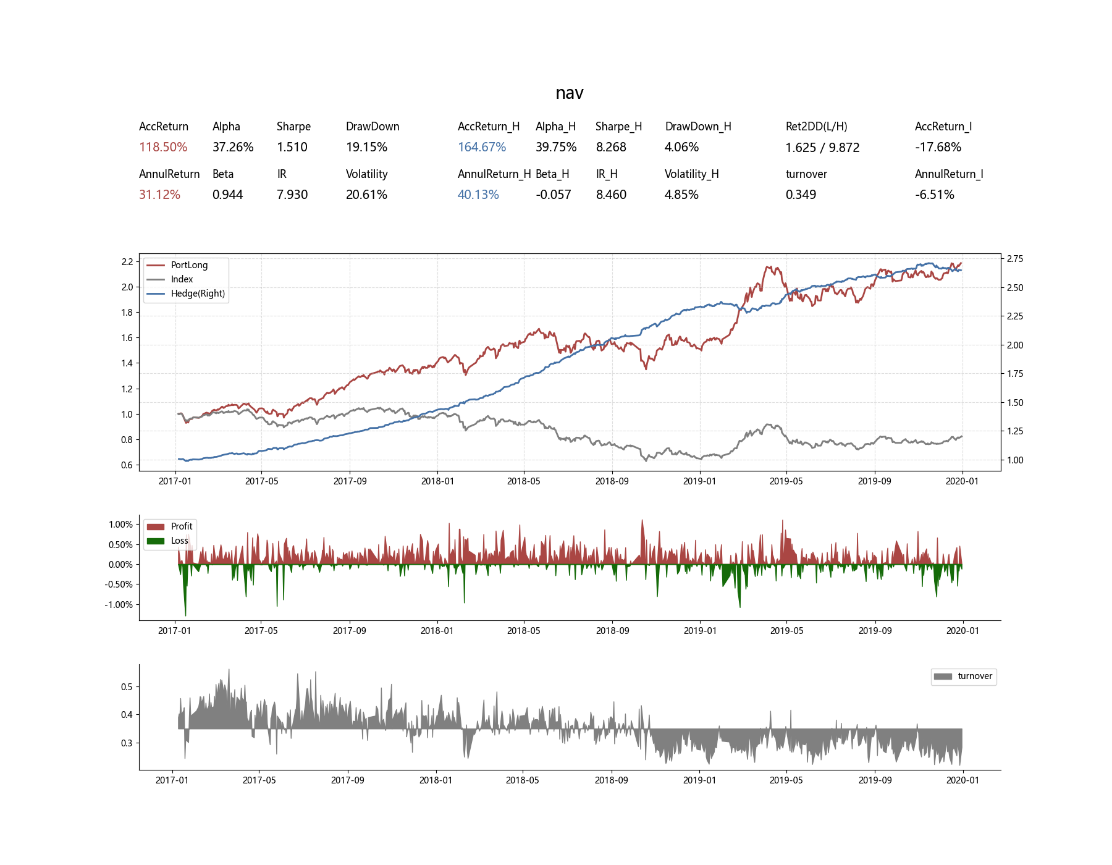 nav
AccReturn Alpha Sharpe DrawDown AccReturn_H Alpha_H Sharpe_H DrawDown_H Ret2DD(L/H) AccReturn_I
118.50% 37.26% 1.510 19.15% 164.67% 39.75% 8.268 4.06% 1.625 / 9.872 -17.68%
AnnulReturn Beta IR Volatility AnnulReturn_H Beta_H IR_H Volatility_H turnover AnnulReturn_I
31.12% 0.944 7.930 20.61% 40.13% -0.057 8.460 4.85% 0.349 -6.51%
PortLong
Index
Hedge(Right)
2.2
2.0
1.8
1.6
1.4
1.2
1.0
0.8
0.6
2.75
2.50
2.25
2.00
1.75
1.50
1.25
1.00
2017-01 2017-05 2017-09 2018-01 2018-05 2018-09 2019-01 2019-05 2019-09 2020-01
Profit
Loss
1.00%
0.50%
0.00%
-0.50%
-1.00%
2017-01 2017-05 2017-09 2018-01 2018-05 2018-09 2019-01 2019-05 2019-09 2020-01
turnover
0.5
0.4
0.3
2017-01 2017-05 2017-09 2018-01 2018-05 2018-09 2019-01 2019-05 2019-09 2020-01